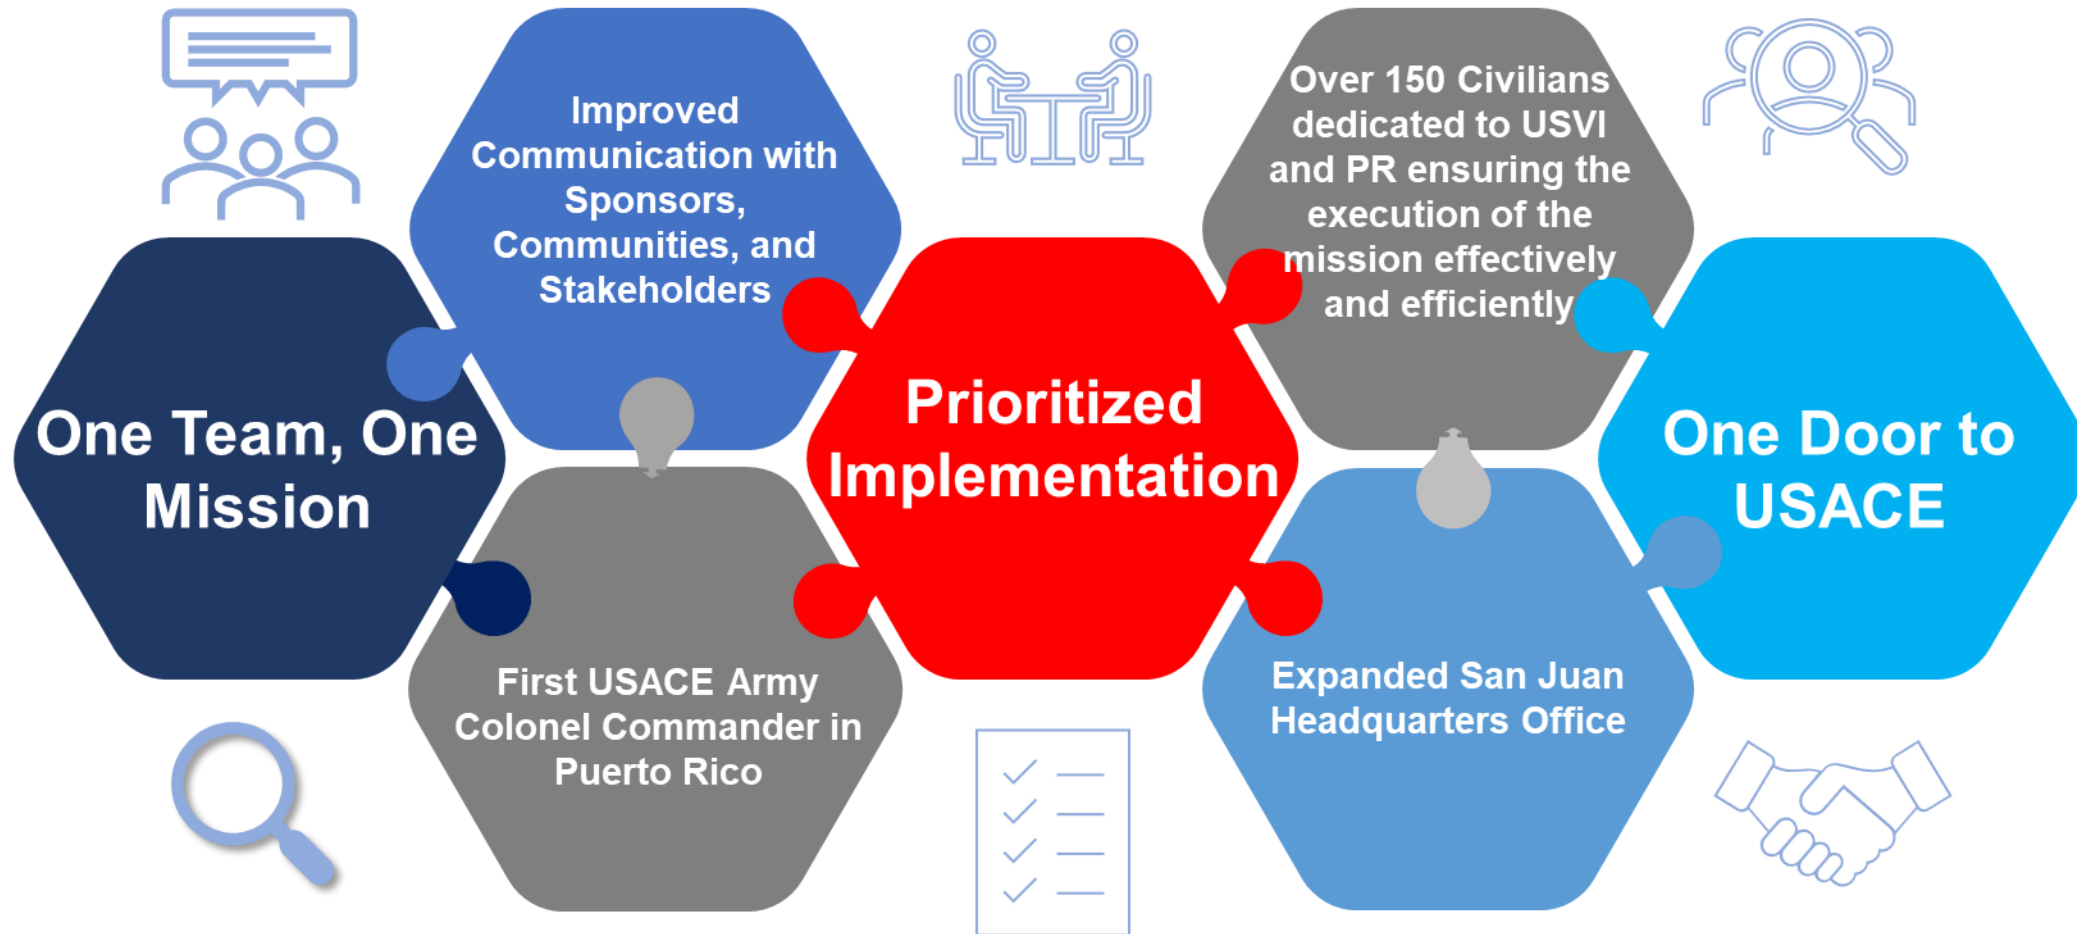 One Team, One
Mission
Improved
Communication with
Sponsors,
Communities, and
Stakeholders
First USACE Army
Colonel Commander in
Puerto Rico
Prioritized
Implementation
Over 150 Civilians
dedicated to USVI
and PR ensuring the
execution of the
mission effectively
and efficiently
Expanded San Juan
Headquarters Office
One Door to
USACE